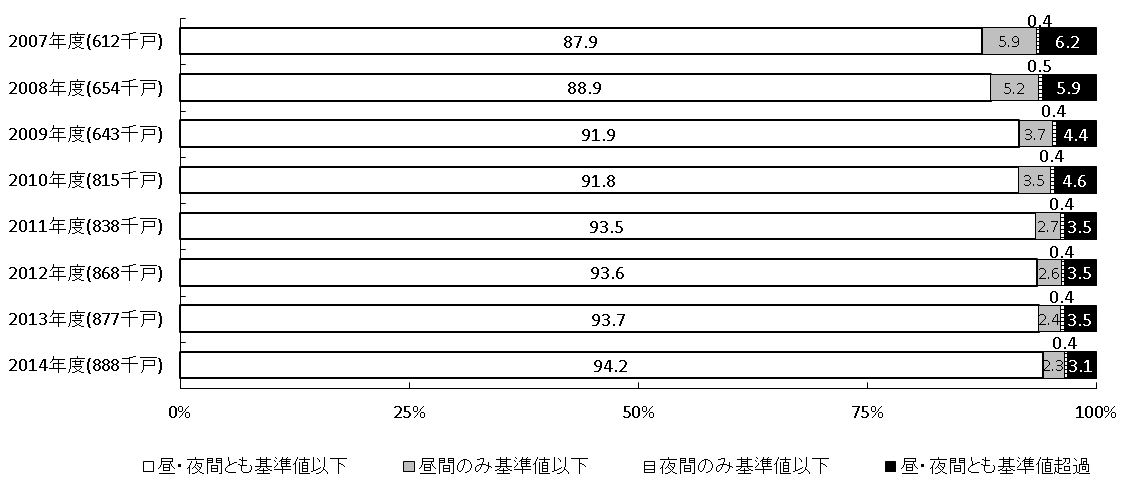 0.4
2007年度(612千戸) 87.9 5.9 6.2
0.5
2008年度(654千戸) 88.9 5.2 5.9
0.4
2009年度(643千戸) 91.9 3.7 4.4
0.4
2010年度(815千戸) 91.8 3.5 4.6
0.4
2011年度(838千戸) 93.5 2.7 3.5
0.4
2012年度(868千戸) 93.6 2.6 3.5
0.4
2013年度(877千戸) 93.7 2.4 3.5
0.4
2014年度(888千戸) 94.2 2.3 3.1
0% 25% 50% 75% 100%
昼・夜間とも基準値以下 昼間のみ基準値以下 夜間のみ基準値以下 昼・夜間とも基準値超過